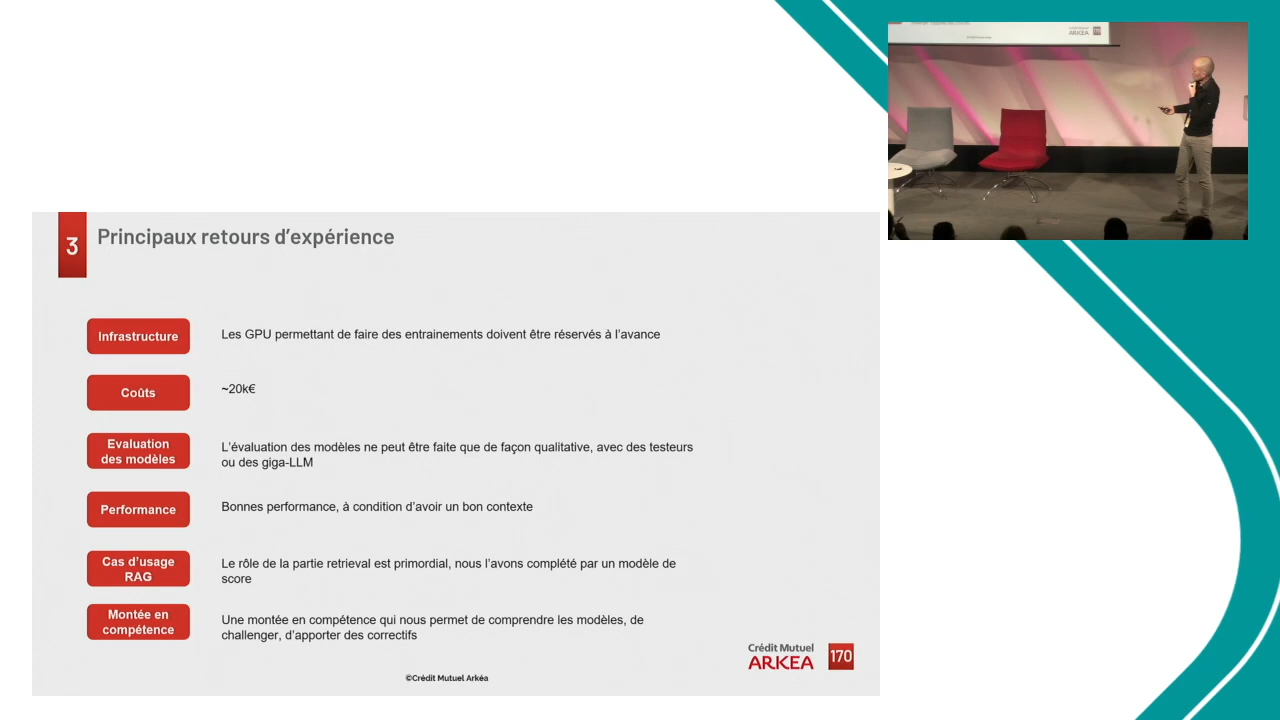 3
Principaux retours d’expérience
Infrastructure
Les GPU permettant de faire des entrainements doivent être réservés à l’avance
Coûts
~20k€
Evaluation
des modèles
L’évaluation des modèles ne peut être faite que de façon qualitative, avec des testeurs
ou des giga-LLM
Performance
Bonnes performance, à condition d’avoir un bon contexte
Cas d’usage
RAG
Le rôle de la partie retrieval est primordial, nous l’avons complété par un modèle de
score
Montée en
compétence
Une montée en compétence qui nous permet de comprendre les modèles, de
challenger, d’apporter des correctifs
Crédit Mutuel
ARKEA
170
©Crédit Mutuel Arkéa
ARKEA
170